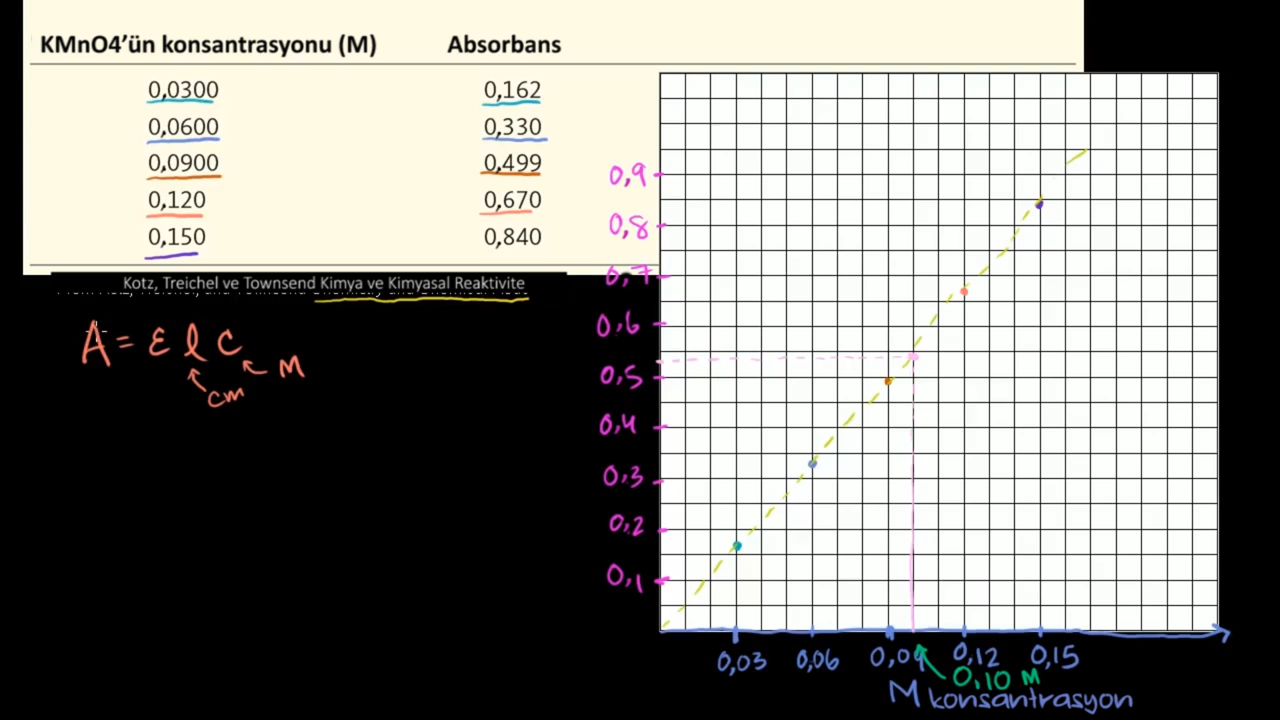 KMnO4’ün konsantrasyonu (M) Absorbans
0,0300 0,162
0,0600 0,330
0,0900 0,499
0,120 0,670
0,150 0,840
Kotz, Treichel ve Townsend Kimya ve Kimyasal Reaktivite
A = ε l c
cm
M
0,9
0,8
0,7
0,6
0,5
0,4
0,3
0,2
0,1
0,03 0,06 0,09 0,12 0,15
0,10 M
M konsantrasyon